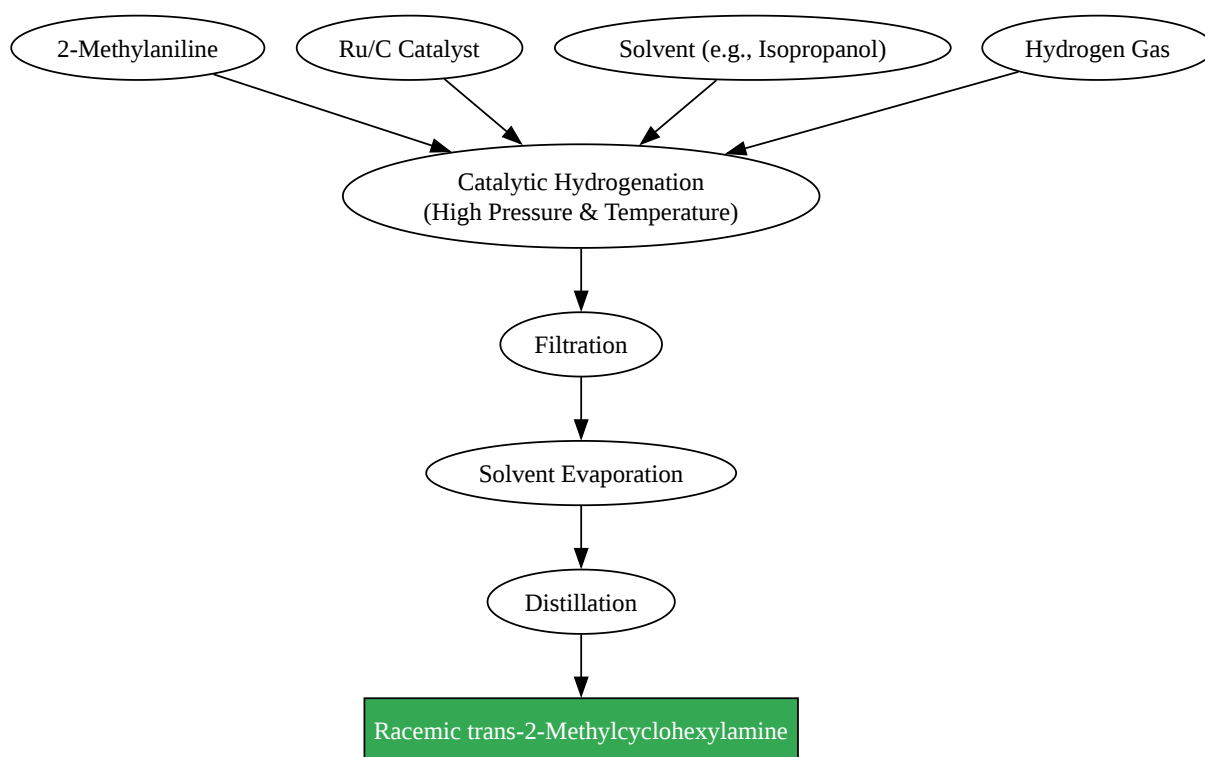 2-Methylaniline
Ru/C Catalyst
Solvent (e.g., Isopropanol)
Hydrogen Gas
Catalytic Hydrogenation
(High Pressure & Temperature)
Filtration
Solvent Evaporation
Distillation
Racemic trans-2-Methylcyclohexylamine